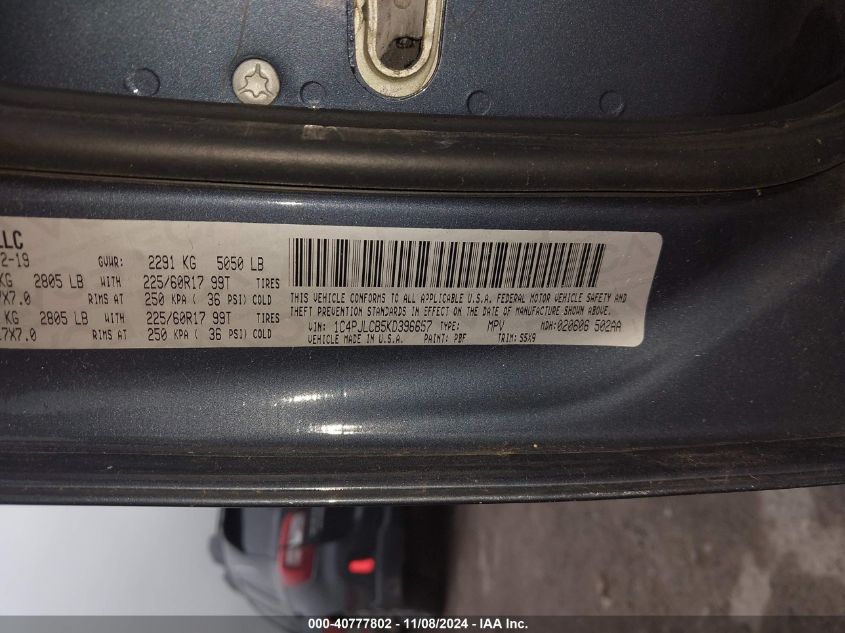 LLC
2-19 GVWR: 2291 KG 5050 LB
KG 2805 LB WITH 225/60R17 99T TIRES
X7.0 RIMS AT 250 KPA ( 36 PSI) COLD
KG 2805 LB WITH 225/60R17 99T TIRES
17X7.0 RIMS AT 250 KPA ( 36 PSI) COLD
THIS VEHICLE CONFORMS TO ALL APPLICABLE U.S.A. FEDERAL MOTOR VEHICLE SAFETY AND
THEFT PREVENTION STANDARDS IN EFFECT ON THE DATE OF MANUFACTURE SHOWN ABOVE.
VIN: 1C4PJLCB5KD396657 TYPE: MPV MDH: 020606 502AA
VEHICLE MADE IN U.S.A. PAINT: PBF TRIM: S5X9
000-40777802 - 11/08/2024 - IAA Inc.